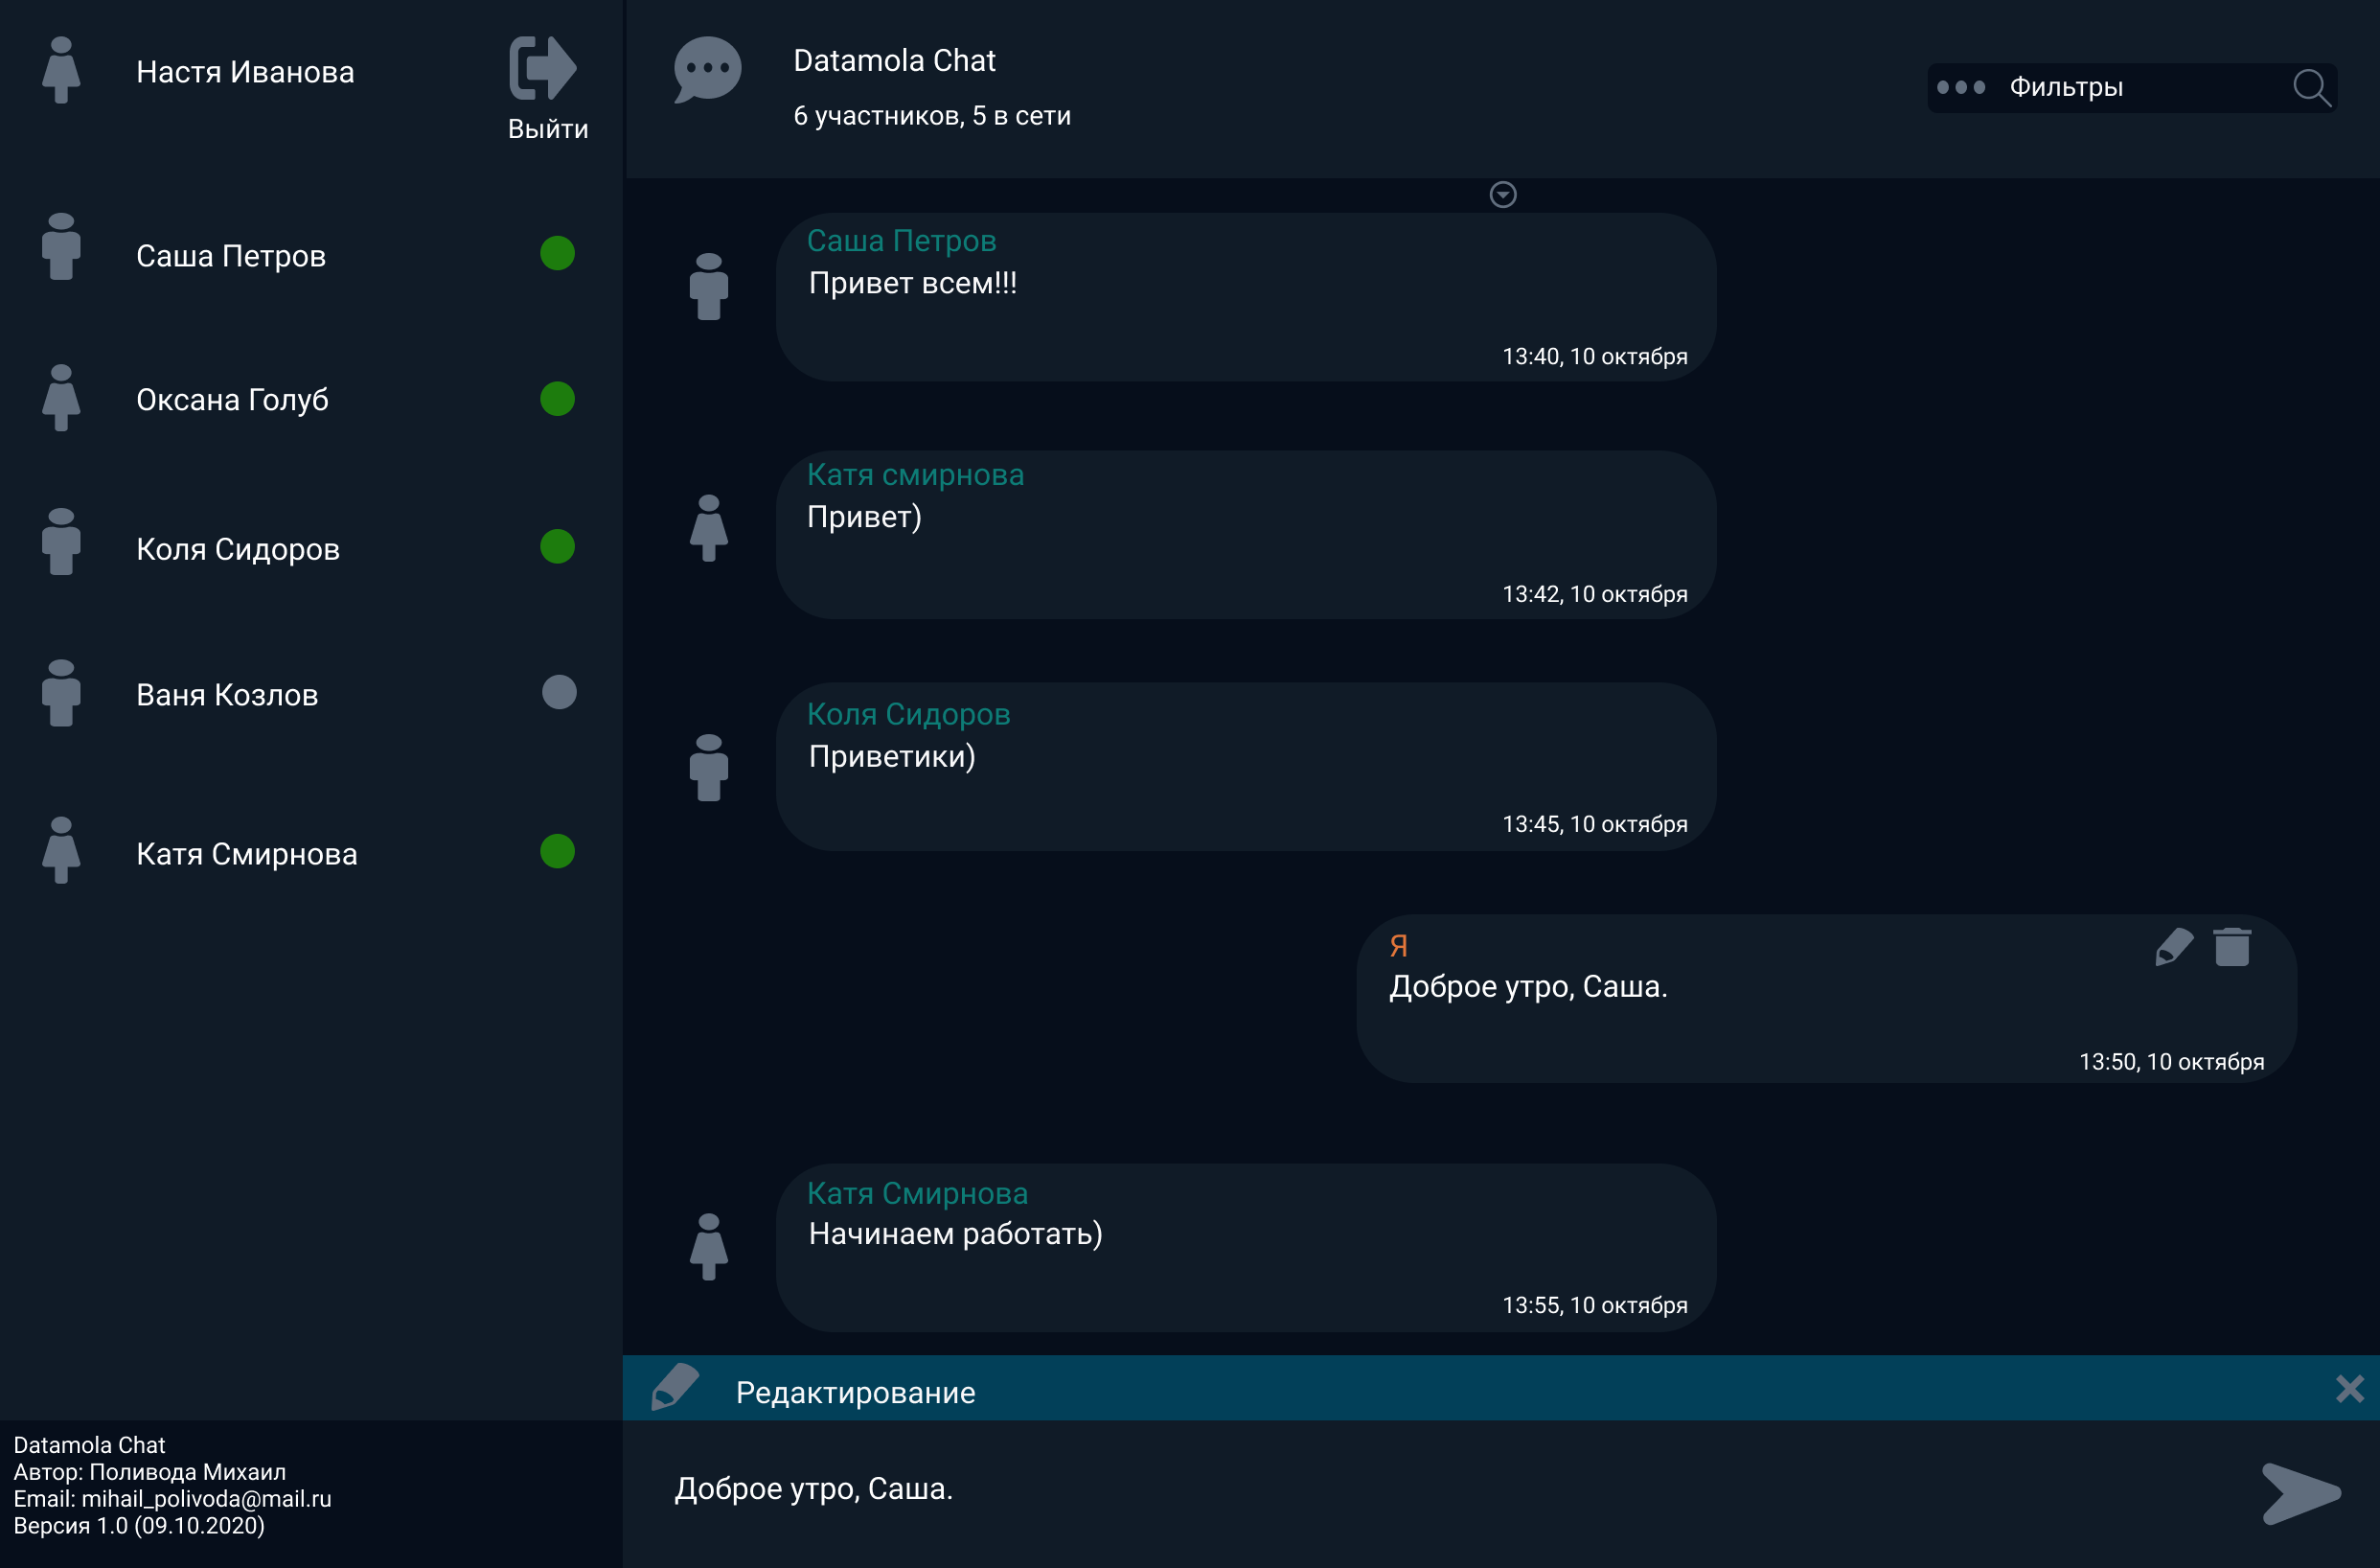 Настя Иванова
Выйти
Саша Петров
Оксана Голуб
Коля Сидоров
Ваня Козлов
Катя Смирнова
Datamola Chat
Автор: Поливода Михаил
Email: mihail_polivoda@mail.ru
Версия 1.0 (09.10.2020)
Datamola Chat
6 участников, 5 в сети
Фильтры
Саша Петров
Привет всем!!!
13:40, 10 октября
Катя смирнова
Привет)
13:42, 10 октября
Коля Сидоров
Приветики)
13:45, 10 октября
Я
Доброе утро, Саша.
13:50, 10 октября
Катя Смирнова
Начинаем работать)
13:55, 10 октября
Редактирование
Доброе утро, Саша.